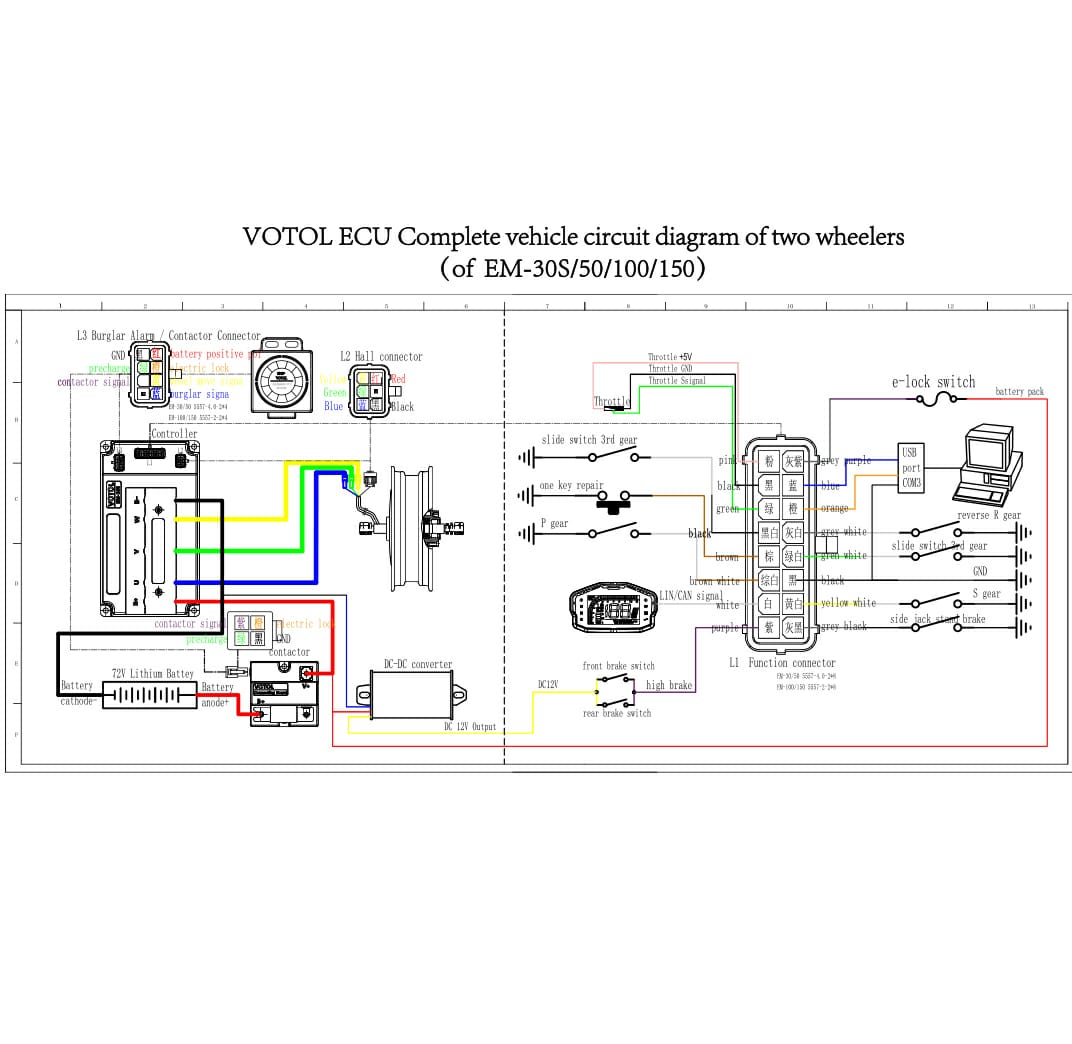 VOTOL ECU Complete vehicle circuit diagram of two wheelers
(of EM-30S/50/100/150)
1 2 3 4 5 6 7 8 9 10 11 12 13
A
B
C
D
E
F
L3 Burglar Alarm / Contactor Connector
GND
battery positive
precharge
electric lock
contactor signal
burglar signa
红
橙
蓝
EM-30/50 5557-4.0-2*4
EM-100/150 5557-2-2*4
VOTOL
L2 Hall connector
Yellow
Red
Green
Blue
Black
红
蓝
黑
Controller
L1
VOTOL
B-
W
V
U
B+
contactor signal
electric lock
precharge
GND
紫
橙
绿
黑
contactor
VOTOL
V+
B+
72V Lithium Battey
Battery
cathode-
Battery
anode+
DC-DC converter
DC 12V Output
Throttle +5V
Throttle GND
Throttle Ssignal
Throttle
slide switch 3rd gear
one key repair
P gear
LIN/CAN signal
88
front brake switch
DC12V
high brake
rear brake switch
pink
粉
灰紫
grey purple
black
黑
蓝
blue
green
绿
橙
orange
black
黑白
灰白
grey white
brown
棕
绿白
green white
brown white
综白
黑
black
white
白
黄白
yellow white
purple
紫
灰黑
grey black
L1 Function connector
EM-30/50 5557-4.0-2*8
EM-100/150 5557-2-2*8
e-lock switch
battery pack
USB
port
COM3
reverse R gear
slide switch 3rd gear
GND
S gear
side jack stand brake